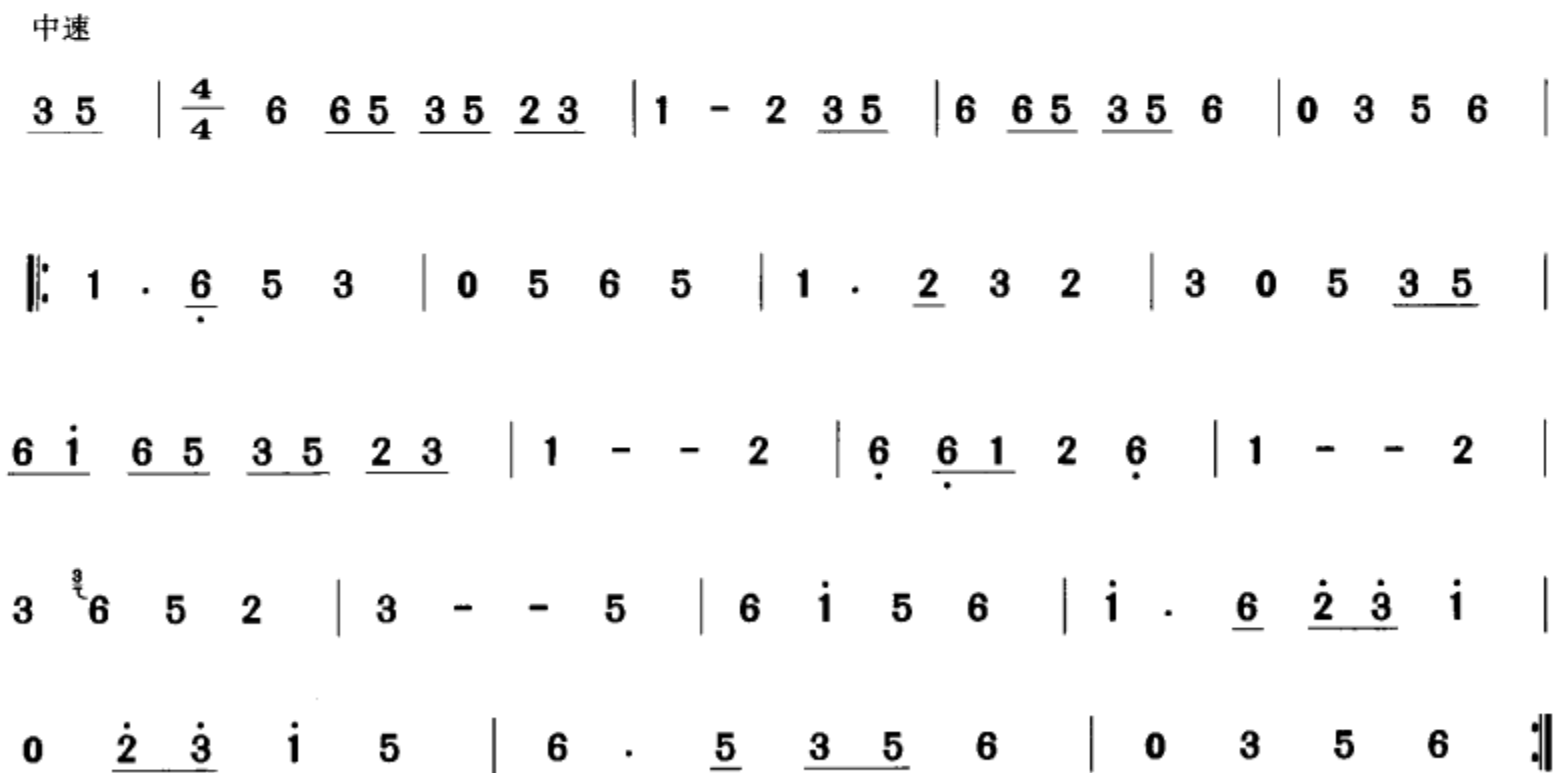 中速
3 5 | 4/4 6 6 5 3 5 2 3 | 1 - 2 3 5 | 6 6 5 3 5 6 | 0 3 5 6 |
‖: 1 . 6̣ 5 3 | 0 5 6 5 | 1 . 2 3 2 | 3 0 5 3 5 |
6 1̇ 6 5 3 5 2 3 | 1 - - 2 | 6̣ 6̣ 1 2 6̣ | 1 - - 2 |
3 ³6 5 2 | 3 - - 5 | 6 1̇ 5 6 | 1̇ . 6 2̇ 3̇ 1̇ |
0 2̇ 3̇ 1̇ 5 | 6 . 5 3 5 6 | 0 3 5 6 :‖